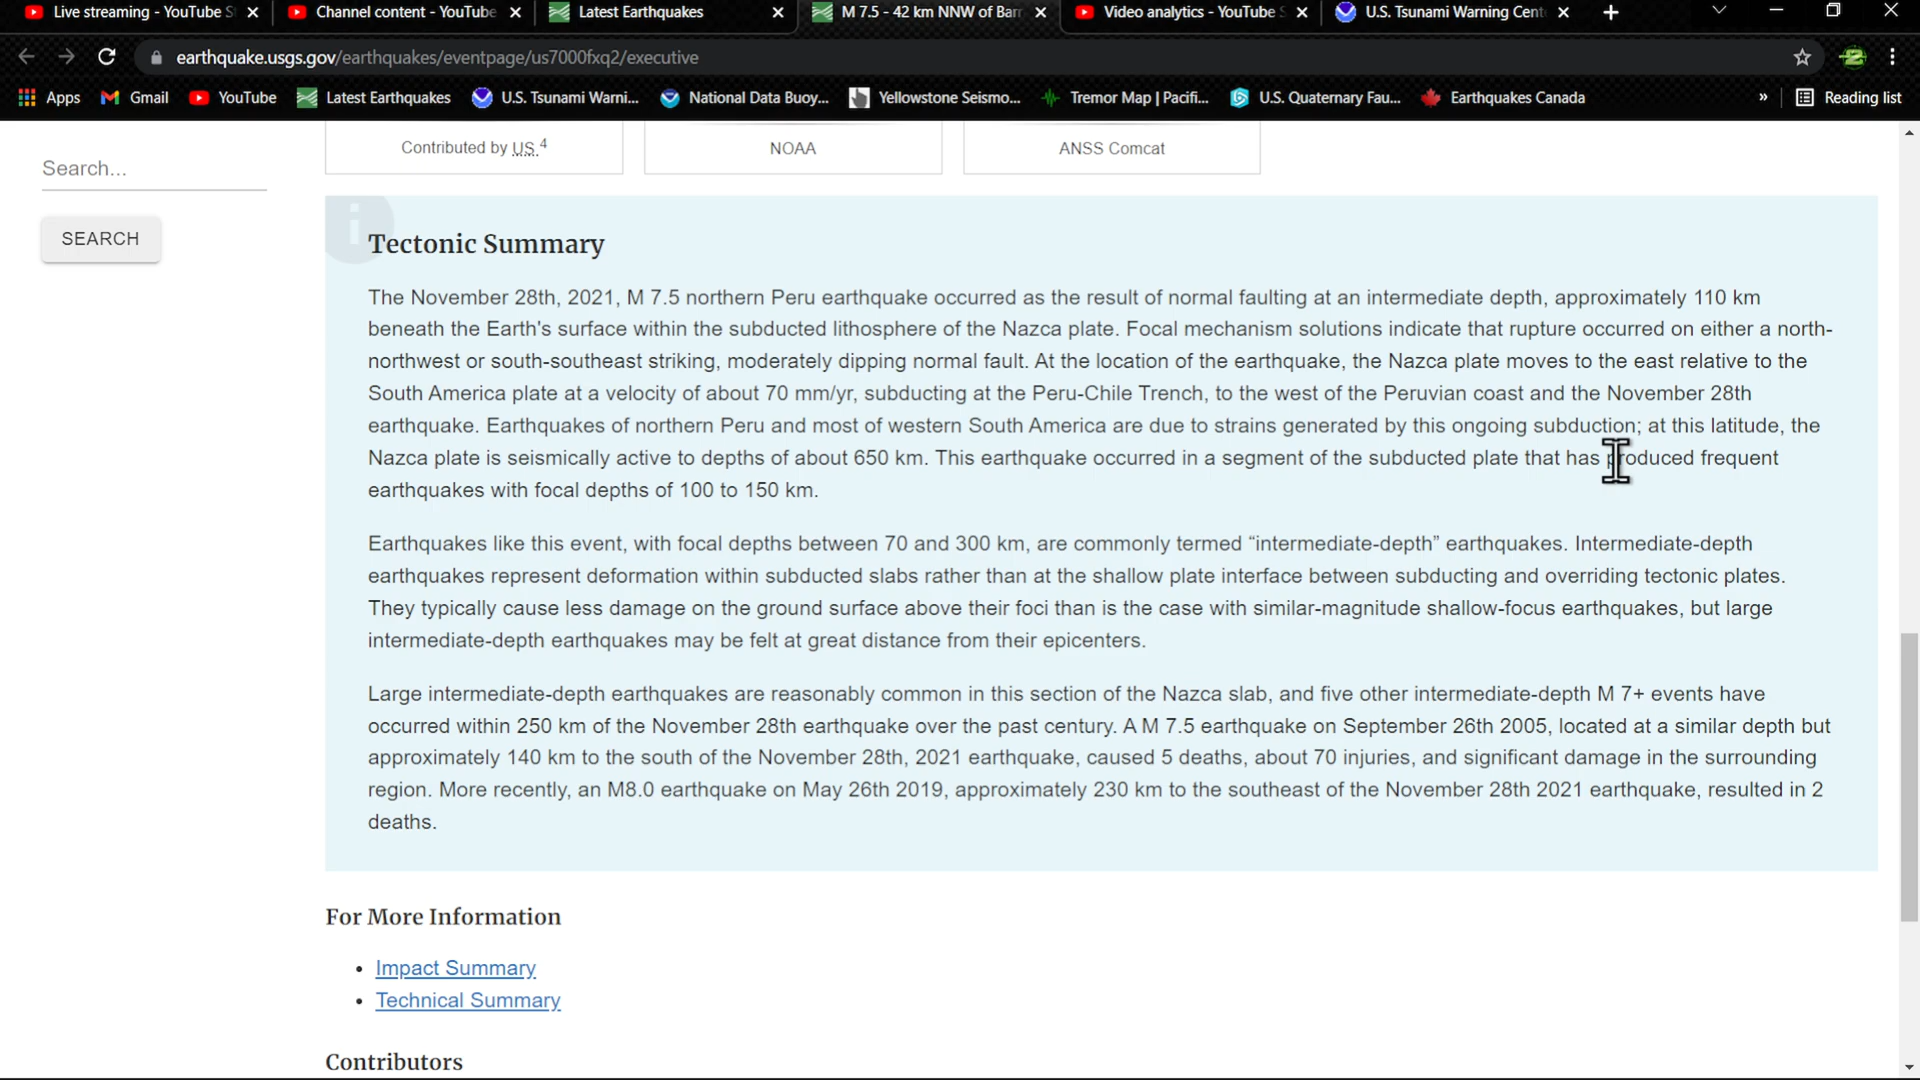 Live streaming - YouTube S
Channel content - YouTube
Latest Earthquakes
M 7.5 - 42 km NNW of Barr
Video analytics - YouTube S
U.S. Tsunami Warning Cent
earthquake.usgs.gov/earthquakes/eventpage/us7000fxq2/executive
Apps
Gmail
YouTube
Latest Earthquakes
U.S. Tsunami Warni...
National Data Buoy...
Yellowstone Seismo...
Tremor Map | Pacifi...
U.S. Quaternary Fau...
Earthquakes Canada
»
Reading list
Search...
SEARCH
Contributed by US 4
NOAA
ANSS Comcat
Tectonic Summary
The November 28th, 2021, M 7.5 northern Peru earthquake occurred as the result of normal faulting at an intermediate depth, approximately 110 km
beneath the Earth's surface within the subducted lithosphere of the Nazca plate. Focal mechanism solutions indicate that rupture occurred on either a north-
northwest or south-southeast striking, moderately dipping normal fault. At the location of the earthquake, the Nazca plate moves to the east relative to the
South America plate at a velocity of about 70 mm/yr, subducting at the Peru-Chile Trench, to the west of the Peruvian coast and the November 28th
earthquake. Earthquakes of northern Peru and most of western South America are due to strains generated by this ongoing subduction; at this latitude, the
Nazca plate is seismically active to depths of about 650 km. This earthquake occurred in a segment of the subducted plate that has produced frequent
earthquakes with focal depths of 100 to 150 km.
Earthquakes like this event, with focal depths between 70 and 300 km, are commonly termed “intermediate-depth” earthquakes. Intermediate-depth
earthquakes represent deformation within subducted slabs rather than at the shallow plate interface between subducting and overriding tectonic plates.
They typically cause less damage on the ground surface above their foci than is the case with similar-magnitude shallow-focus earthquakes, but large
intermediate-depth earthquakes may be felt at great distance from their epicenters.
Large intermediate-depth earthquakes are reasonably common in this section of the Nazca slab, and five other intermediate-depth M 7+ events have
occurred within 250 km of the November 28th earthquake over the past century. A M 7.5 earthquake on September 26th 2005, located at a similar depth but
approximately 140 km to the south of the November 28th, 2021 earthquake, caused 5 deaths, about 70 injuries, and significant damage in the surrounding
region. More recently, an M8.0 earthquake on May 26th 2019, approximately 230 km to the southeast of the November 28th 2021 earthquake, resulted in 2
deaths.
For More Information
• Impact Summary
• Technical Summary
Contributors